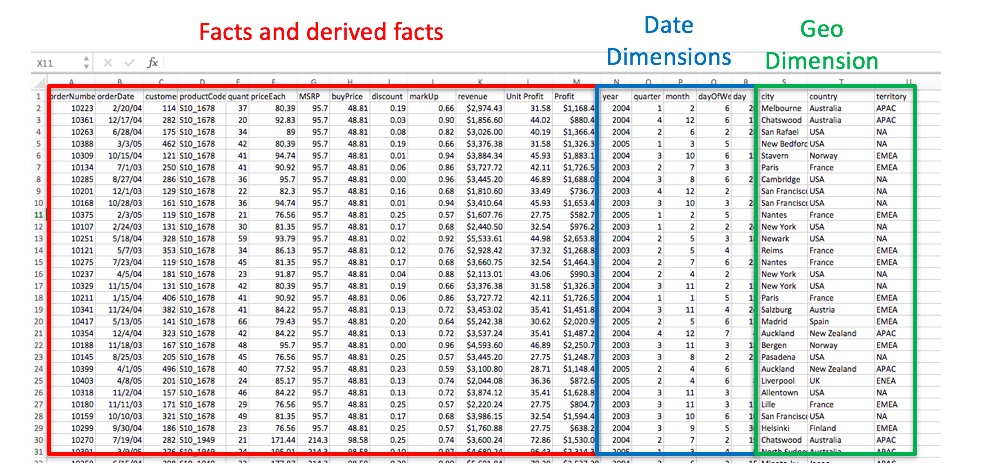 Facts and derived facts
Date
Dimensions
Geo
Dimension
X11 fx
A B C D E F G H I J K L M N O P Q R S T U
1 orderNumbe orderDate custome productCode quant priceEach MSRP buyPrice discount markUp revenue Unit Profit Profit year quarter month dayOfWe day city country territory
2 10223 2/20/04 114 S10_1678 37 80.39 95.7 48.81 0.19 0.66 $2,974.43 31.58 $1,168.4 2004 1 2 6 2 Melbourne Australia APAC
3 10361 12/17/04 282 S10_1678 20 92.83 95.7 48.81 0.03 0.90 $1,856.60 44.02 $880.4 2004 4 12 6 1 Chatswood Australia APAC
4 10263 6/28/04 175 S10_1678 34 89 95.7 48.81 0.08 0.82 $3,026.00 40.19 $1,366.4 2004 2 6 2 San Rafael USA NA
5 10388 3/3/05 462 S10_1678 42 80.39 95.7 48.81 0.19 0.66 $3,376.38 31.58 $1,326.3 2005 1 3 5 New Bedford USA NA
6 10309 10/15/04 121 S10_1678 41 94.74 95.7 48.81 0.01 0.94 $3,884.34 45.93 $1,883.1 2004 3 10 6 1 Stavern Norway EMEA
7 10134 7/1/03 250 S10_1678 41 90.92 95.7 48.81 0.06 0.86 $3,727.72 42.11 $1,726.5 2003 2 7 3 Paris France EMEA
8 10285 8/27/04 286 S10_1678 36 95.7 95.7 48.81 0.00 0.96 $3,445.20 46.89 $1,688.0 2004 3 8 6 Cambridge USA NA
9 10201 12/1/03 129 S10_1678 22 82.3 95.7 48.81 0.16 0.68 $1,810.60 33.49 $736.7 2003 4 12 2 San Francisco USA NA
10 10168 10/28/03 161 S10_1678 36 94.74 95.7 48.81 0.01 0.94 $3,410.64 45.93 $1,653.4 2003 3 10 3 San Francisco USA NA
11 10375 2/3/05 119 S10_1678 21 76.56 95.7 48.81 0.25 0.57 $1,607.76 27.75 $582.7 2005 1 2 5 Nantes France EMEA
12 10107 2/24/03 131 S10_1678 30 81.35 95.7 48.81 0.17 0.68 $2,440.50 32.54 $976.2 2003 1 2 2 New York USA NA
13 10251 5/18/04 328 S10_1678 59 93.79 95.7 48.81 0.02 0.92 $5,533.61 44.98 $2,653.8 2004 2 5 3 Newark USA NA
14 10121 5/7/03 353 S10_1678 34 86.13 95.7 48.81 0.12 0.76 $2,928.42 37.32 $1,268.8 2003 2 5 4 Reims France EMEA
15 10275 7/23/04 119 S10_1678 45 81.35 95.7 48.81 0.17 0.68 $3,660.75 32.54 $1,464.3 2004 2 7 6 Nantes France EMEA
16 10237 4/5/04 181 S10_1678 23 91.87 95.7 48.81 0.04 0.88 $2,113.01 43.06 $990.3 2004 2 4 2 New York USA NA
17 10329 11/15/04 131 S10_1678 42 80.39 95.7 48.81 0.19 0.66 $3,376.38 31.58 $1,326.3 2004 3 11 2 New York USA NA
18 10211 1/15/04 406 S10_1678 41 90.92 95.7 48.81 0.06 0.86 $3,727.72 42.11 $1,726.5 2004 1 1 5 Paris France EMEA
19 10341 11/24/04 382 S10_1678 41 84.22 95.7 48.81 0.13 0.72 $3,453.02 35.41 $1,451.8 2004 3 11 4 Salzburg Austria EMEA
20 10417 5/13/05 141 S10_1678 66 79.43 95.7 48.81 0.20 0.64 $5,242.38 30.62 $2,020.9 2005 2 5 6 Madrid Spain EMEA
21 10354 12/4/04 323 S10_1678 42 84.22 95.7 48.81 0.13 0.72 $3,537.24 35.41 $1,487.2 2004 4 12 7 Auckland New Zealand APAC
22 10188 11/18/03 167 S10_1678 48 95.7 95.7 48.81 0.00 0.96 $4,593.60 46.89 $2,250.7 2003 3 11 3 Bergen Norway EMEA
23 10145 8/25/03 205 S10_1678 45 76.56 95.7 48.81 0.25 0.57 $3,445.20 27.75 $1,248.7 2003 3 8 2 Pasadena USA NA
24 10399 4/1/05 496 S10_1678 40 77.52 95.7 48.81 0.23 0.59 $3,100.80 28.71 $1,148.4 2005 2 4 6 Auckland New Zealand APAC
25 10403 4/8/05 201 S10_1678 24 85.17 95.7 48.81 0.13 0.74 $2,044.08 36.36 $872.6 2005 2 4 6 Liverpool UK ENEA
26 10318 11/2/04 157 S10_1678 46 84.22 95.7 48.81 0.13 0.72 $3,874.12 35.41 $1,628.8 2004 3 11 3 Allentown USA NA
27 10180 11/11/03 171 S10_1678 29 76.56 95.7 48.81 0.25 0.57 $2,220.24 27.75 $804.7 2003 3 11 3 Lille France EMEA
28 10159 10/10/03 321 S10_1678 49 81.35 95.7 48.81 0.17 0.68 $3,986.15 32.54 $1,594.4 2003 3 10 6 San Francisco USA NA
29 10299 9/30/04 186 S10_1678 23 76.56 95.7 48.81 0.25 0.57 $1,760.88 27.75 $638.2 2004 3 9 5 Helsinki Finland EMEA
30 10270 7/19/04 282 S10_1949 21 171.44 214.3 98.58 0.25 0.74 $3,600.24 72.86 $1,530.0 2004 2 7 2 Chatswood Australia APAC